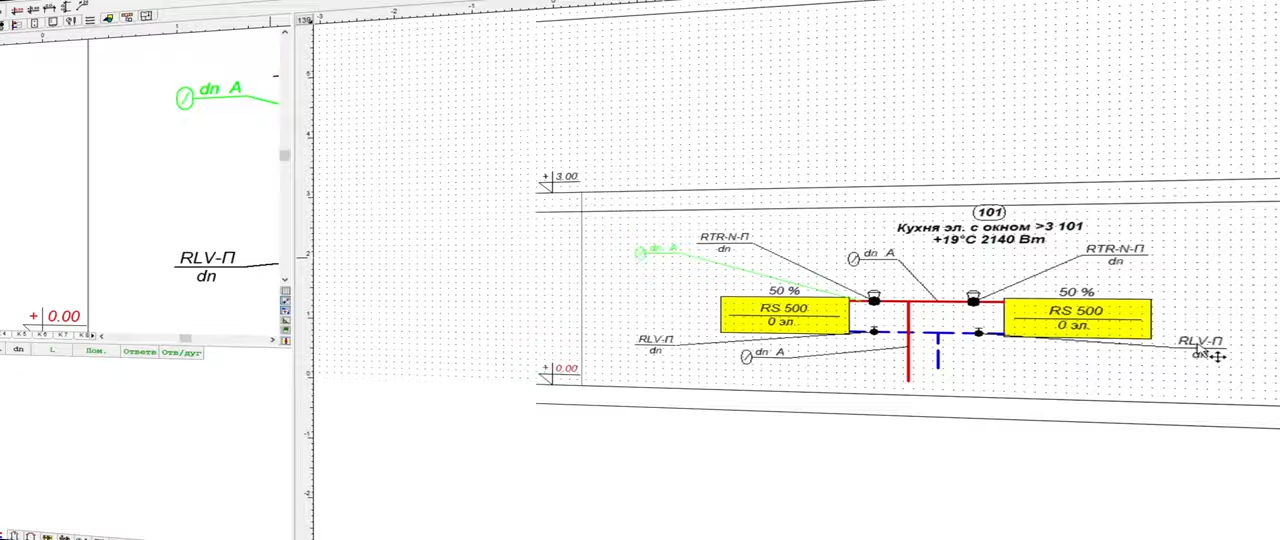 dn A
RLV-П
dn
+ 0.00
dn L Пом. Ответв Отв/дуг
+ 3.00
101
Кухня эл. с окном >3 101
+19°C 2140 Вт
dn A
RTR-N-П
dn
dn A
RTR-N-П
dn
50 %
RS 500
0 эл.
50 %
RS 500
0 эл.
RLV-П
dn
dn A
RLV-П
+ 0.00